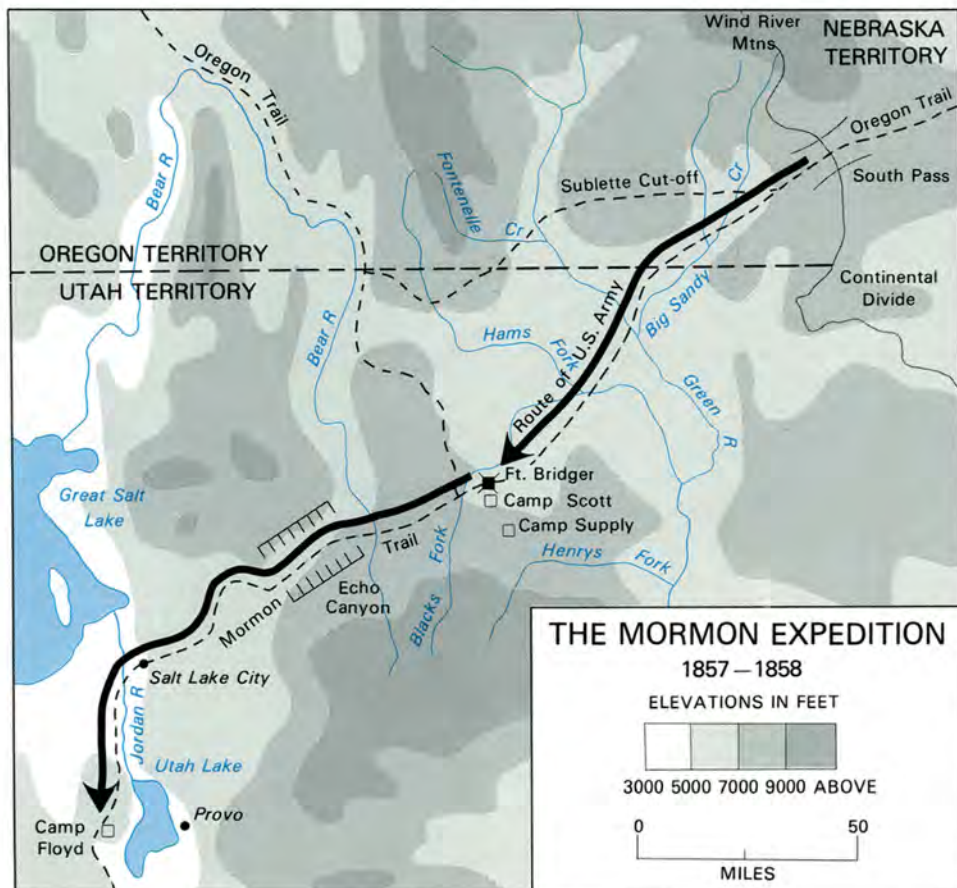 Wind River
Mtns
NEBRASKA
TERRITORY
Oregon
Trail
Oregon Trail
Bear R
Fontenelle
Cr
Sublette Cut-off
Cr
South Pass
OREGON TERRITORY
UTAH TERRITORY
Continental
Divide
Bear R
Hams
Fork
Route of U.S. Army
Big Sandy
Green
R
Ft. Bridger
Camp Scott
Camp Supply
Great Salt
Lake
Trail
Mormon
Echo
Canyon
Blacks
Fork
Henrys
Fork
Salt Lake City
Jordan R
Utah Lake
Provo
Camp
Floyd
THE MORMON EXPEDITION
1857—1858
ELEVATIONS IN FEET
3000 5000 7000 9000 ABOVE
0 50
MILES